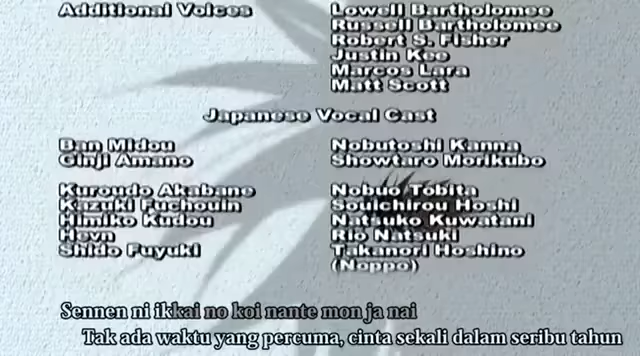 Additional Voices Lowell Bartholomee
Russell Bartholomee
Robert S. Fisher
Justin Kee
Marcos Lara
Matt Scott
Japanese Vocal Cast
Ban Midou Nobutoshi Kanna
Ginji Amano Showtaro Morikubo
Kuroudo Akabane Nobuo Tobita
Kazuki Fuchouin Souichirou Hoshi
Himiko Kudou Natsuko Kuwatani
Hevn Rio Natsuki
Shido Fuyuki Takanori Hoshino
(Noppo)
Sennen ni ikkai no koi nante mon ja nai
Tak ada waktu yang percuma, cinta sekali dalam seribu tahun